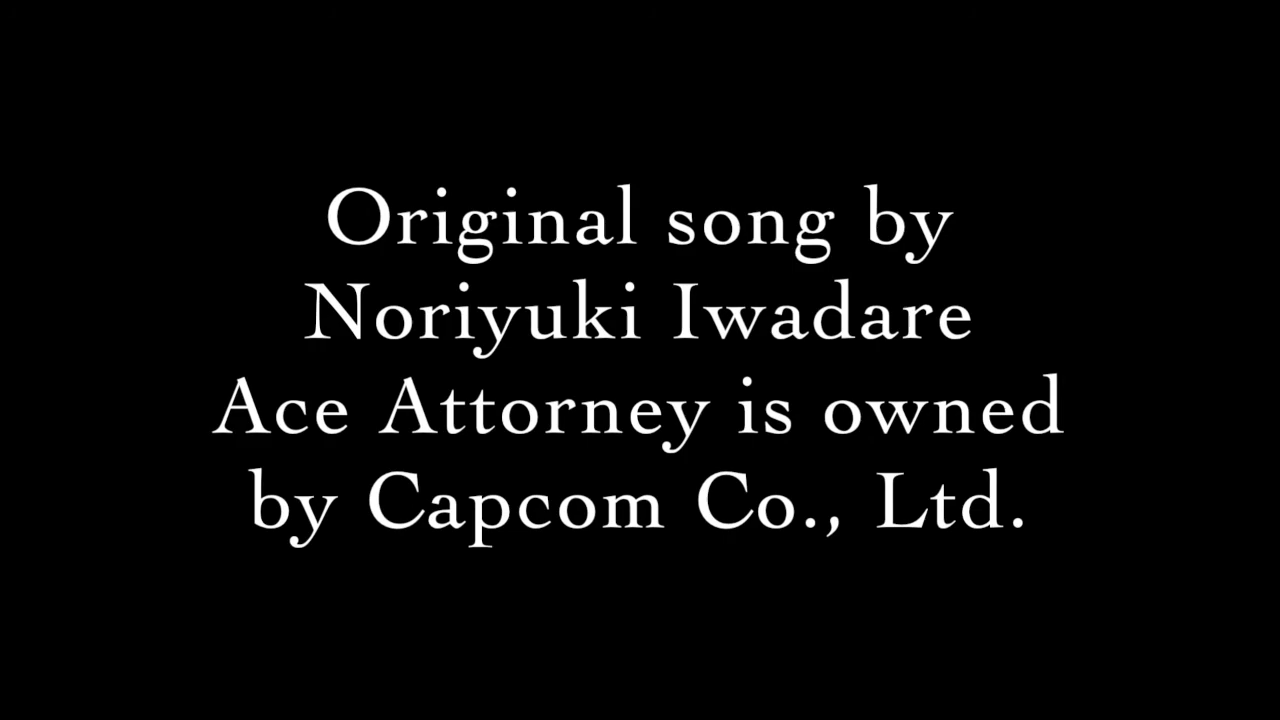 Original song by
Noriyuki Iwadare
Ace Attorney is owned
by Capcom Co., Ltd.